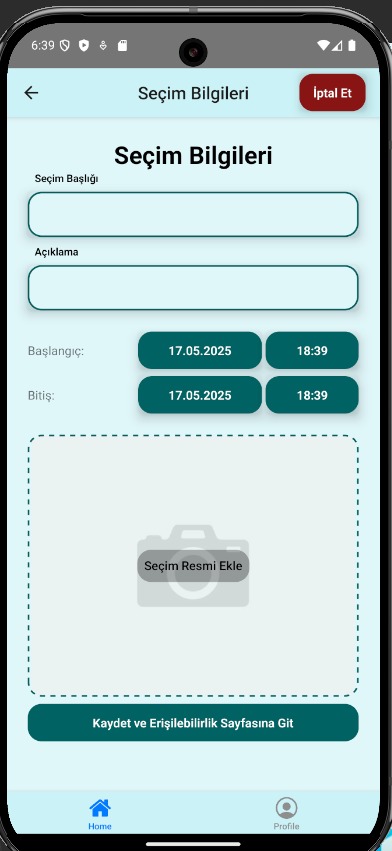 6:39
Seçim Bilgileri
İptal Et
Seçim Bilgileri
Seçim Başlığı
Açıklama
Başlangıç:
17.05.2025
18:39
Bitiş:
17.05.2025
18:39
Seçim Resmi Ekle
Kaydet ve Erişilebilirlik Sayfasına Git
Home
Profile